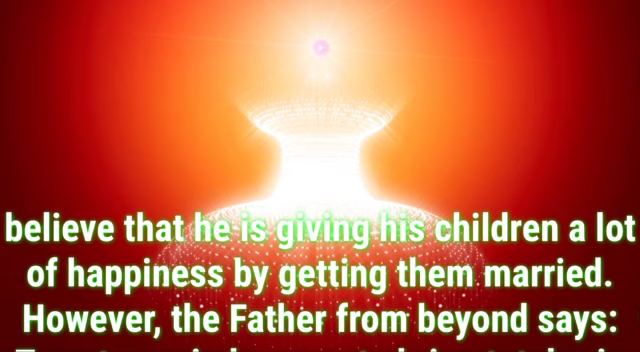 believe that he is giving his children a lot
of happiness by getting them married.
However, the Father from beyond says: